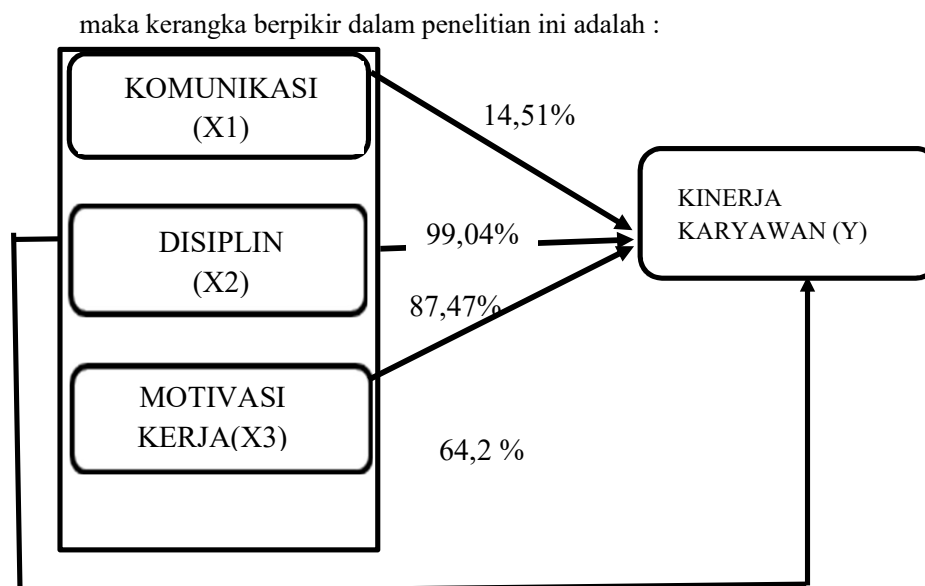 maka kerangka berpikir dalam penelitian ini adalah :
KOMUNIKASI
(X1)
14,51%
KINERJA
KARYAWAN (Y)
DISIPLIN
(X2)
99,04%
87,47%
MOTIVASI
KERJA(X3)
64,2 %